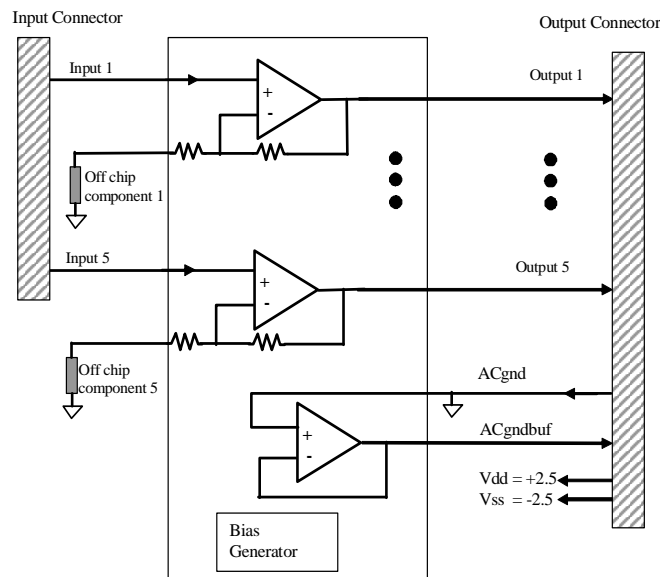 Input Connector
Output Connector
Input 1
Output 1
+
-
Off chip
component 1
Input 5
Output 5
+
-
Off chip
component 5
ACgnd
+
-
ACgndbuf
Vdd = +2.5
Vss = -2.5
Bias
Generator